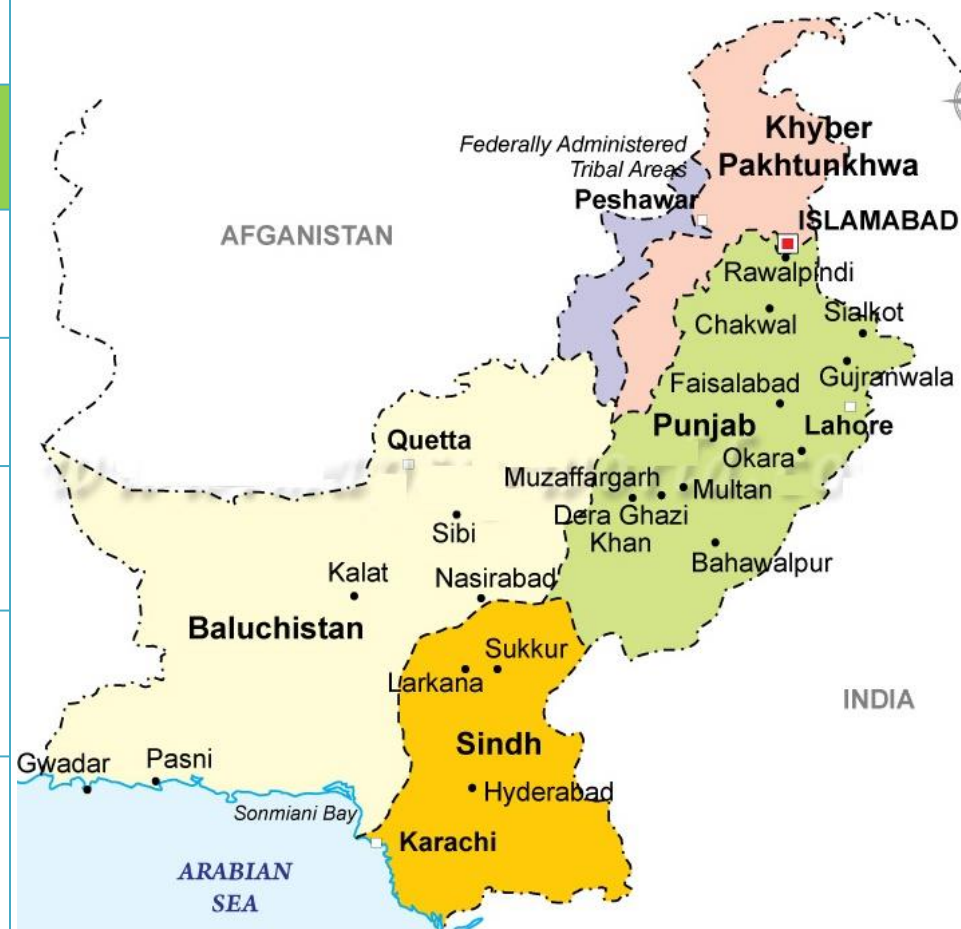 Khyber
Pakhtunkhwa
Federally Administered
Tribal Areas
Peshawar
ISLAMABAD
AFGANISTAN
Rawalpindi
Chakwal
Sialkot
Faisalabad
Gujranwala
Punjab
Lahore
Quetta
Okara
Muzaffargarh
Multan
Dera Ghazi
Khan
Sibi
Bahawalpur
Kalat
Nasirabad
Baluchistan
Sukkur
Larkana
INDIA
Sindh
Gwadar
Pasni
Hyderabad
Sonmiani Bay
Karachi
ARABIAN
SEA